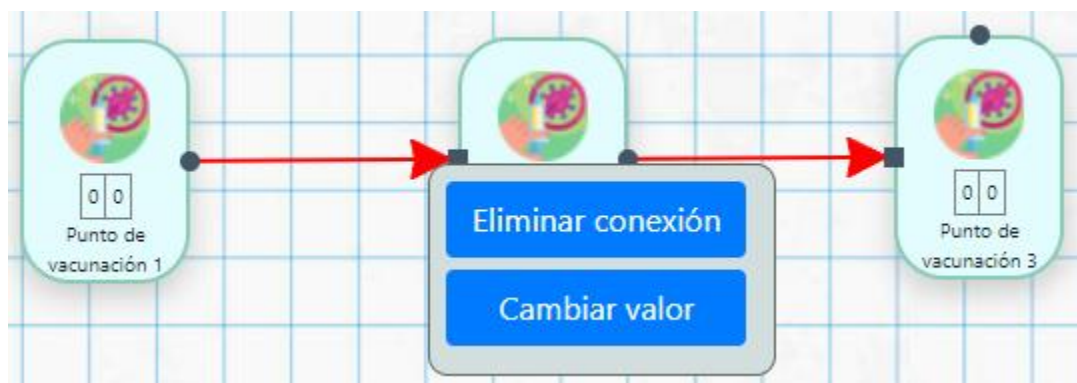 0 0
Punto de
vacunación 1
Eliminar conexión
Cambiar valor
0 0
Punto de
vacunación 3